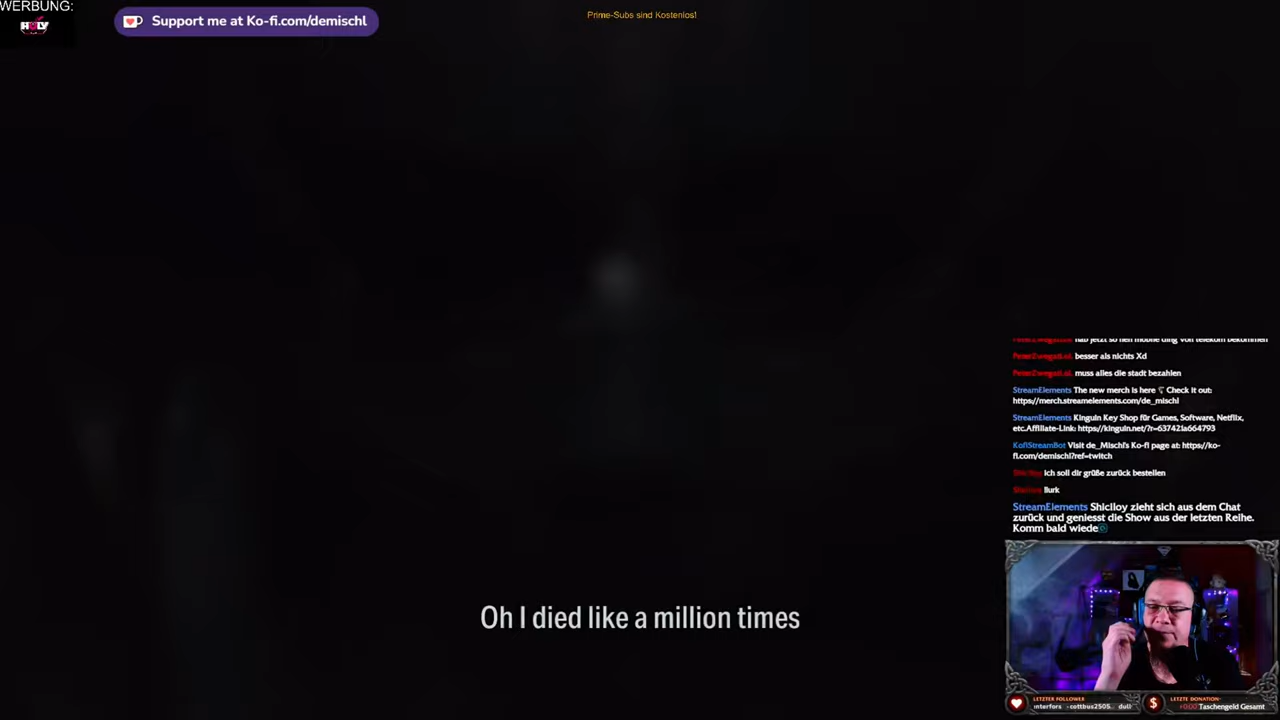 WERBUNG:
HOLY
Support me at Ko-fi.com/demischl
Prime-Subs sind Kostenlos!
besser als nichts Xd
muss alles die stadt bezahlen
StreamElements The new merch is here Check it out:
https://merch.streamelements.com/de_mischl
StreamElements Kinguin Key Shop für Games, Software, Netflix,
etc.Affiliate-Link: https://kinguin.net/?r=637421a664793
KofiStreamBot Visit de_Mischl's Ko-fi page at: https://ko-
fi.com/demischl?ref=twitch
Ich soll dir grüße zurück bestellen
StreamElements Shiciloy zieht sich aus dem Chat
zurück und geniesst die Show aus der letzten Reihe.
Komm bald wiede
Oh I died like a million times
LETZTER FOLLOWER
cottbus2505
LETZTE DONATION
Taschengeld Gesamt